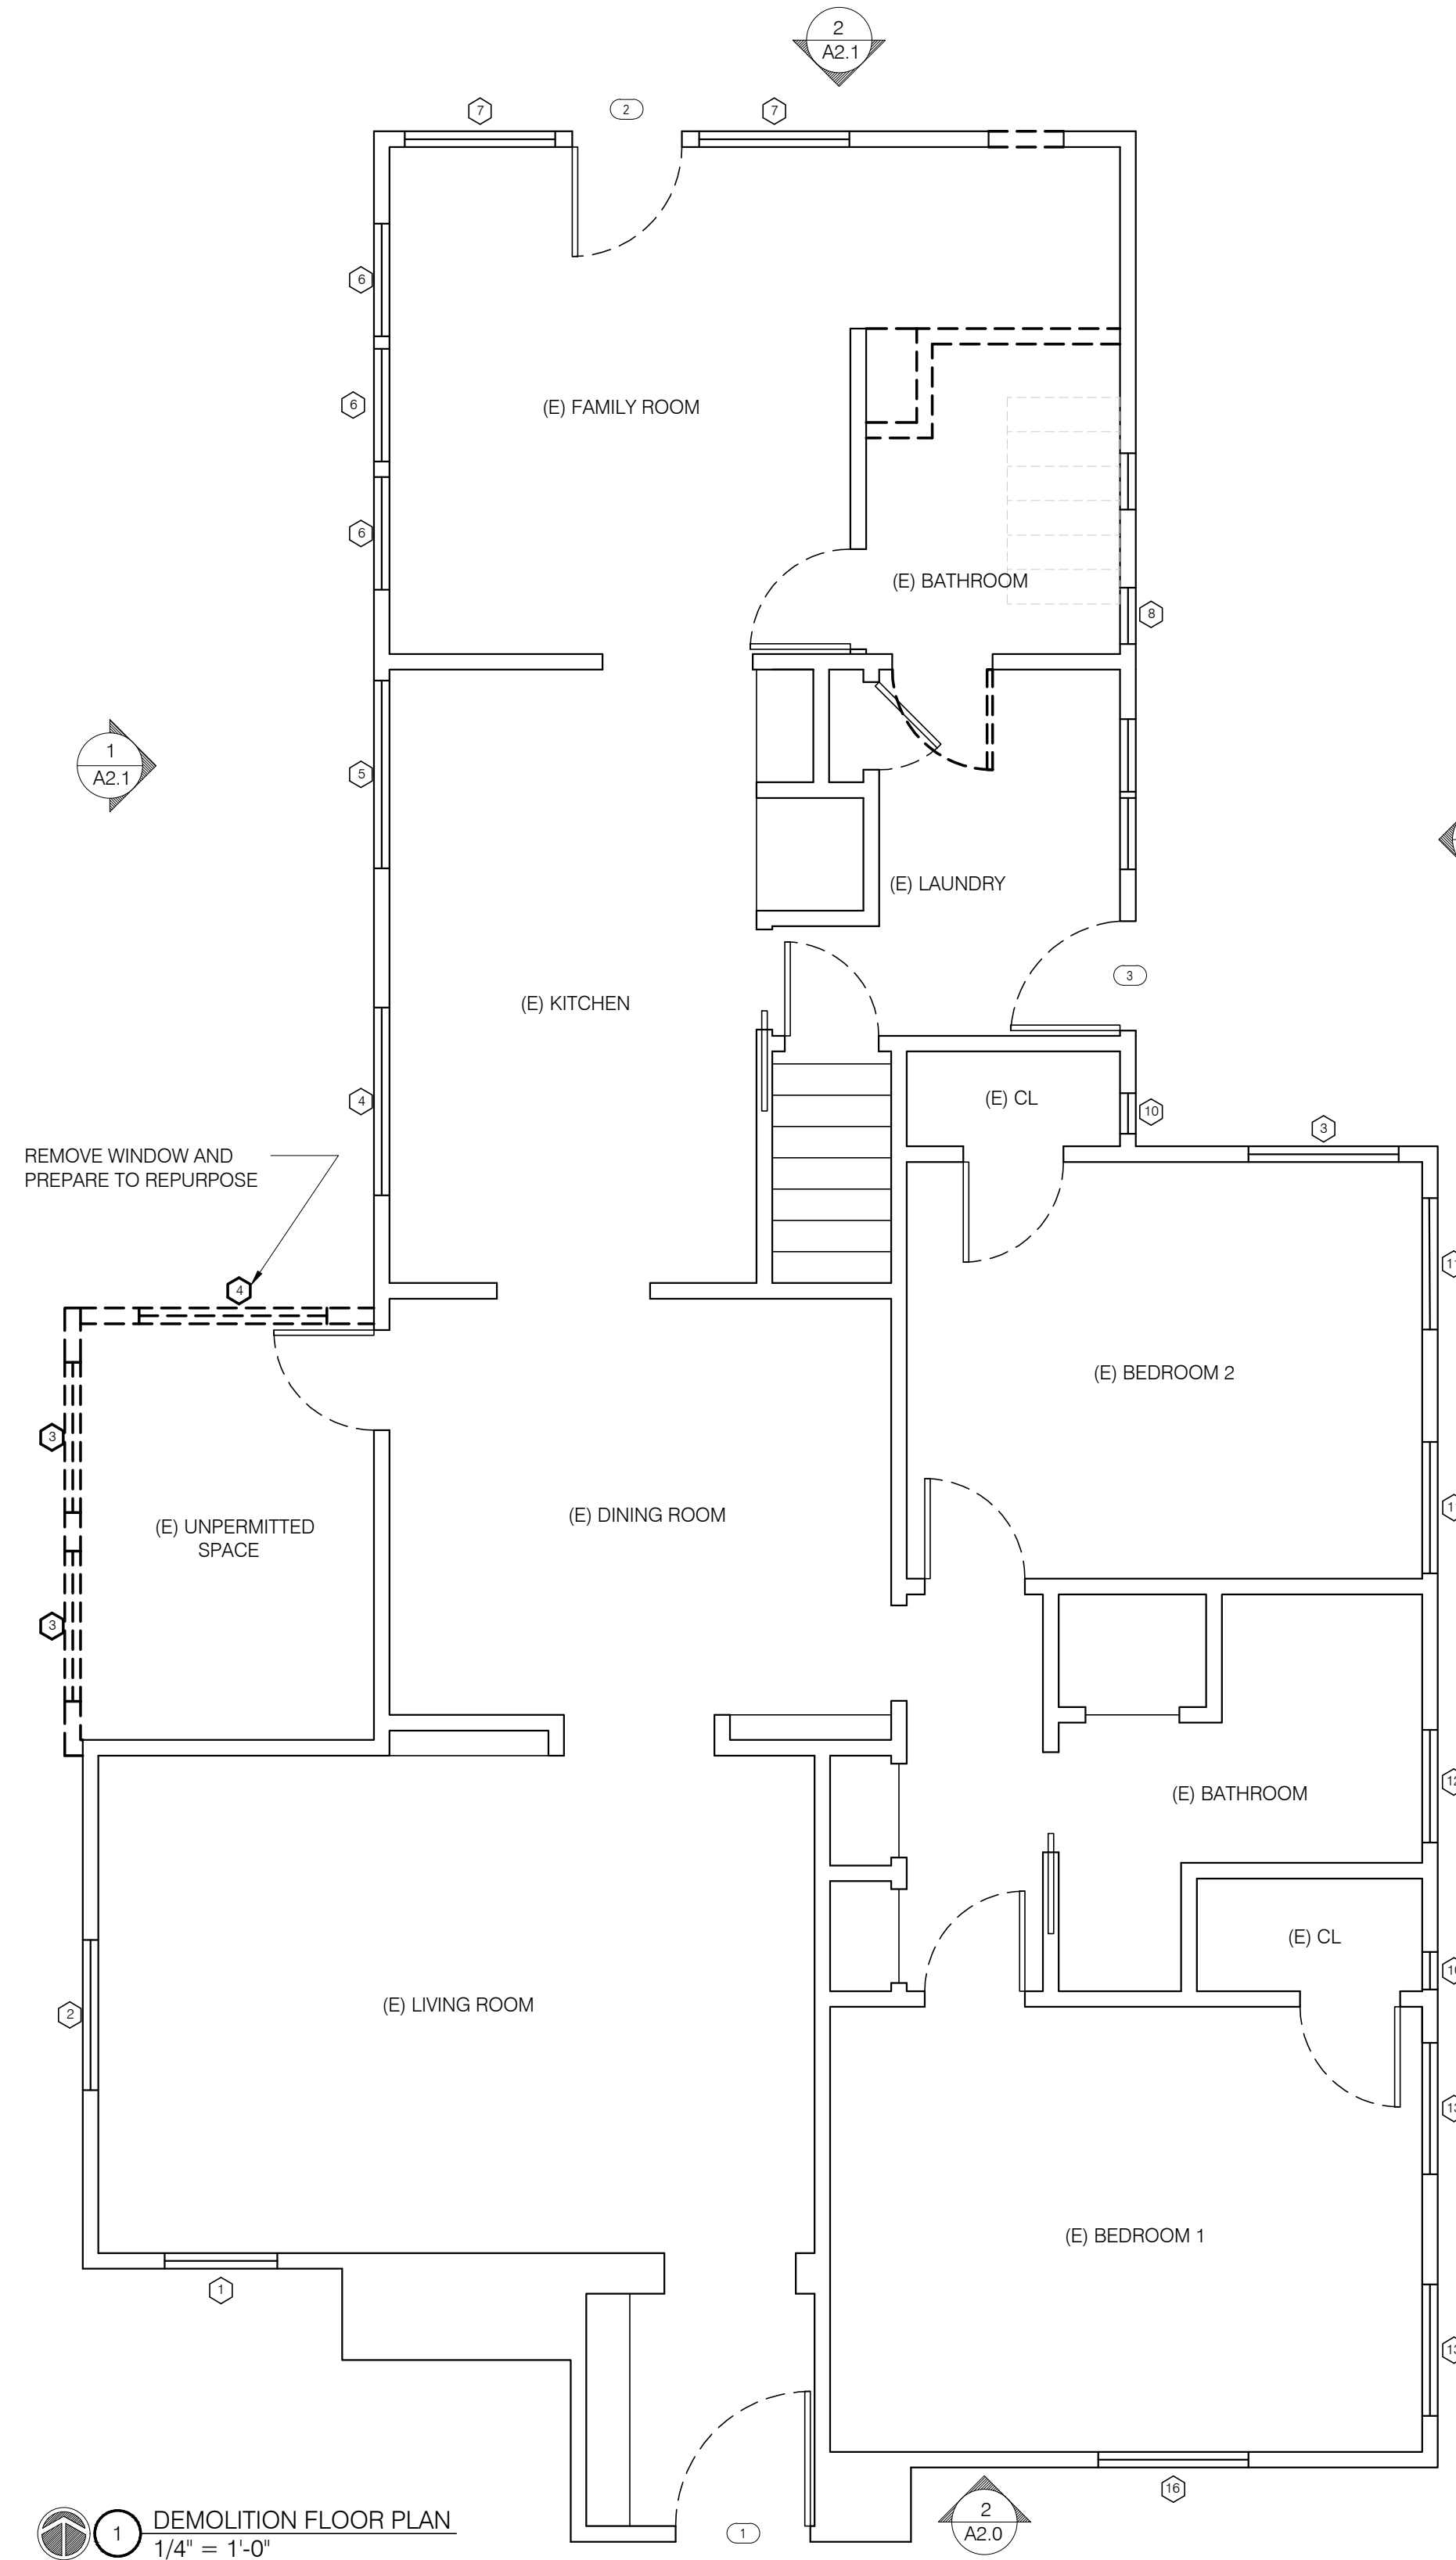 2
A2.1
7
2
7
6
6
(E) FAMILY ROOM
6
(E) BATHROOM
8
1
A2.1
5
(E) LAUNDRY
3
(E) KITCHEN
4
(E) CL
10
3
REMOVE WINDOW AND
PREPARE TO REPURPOSE
4
(E) BEDROOM 2
3
(E) UNPERMITTED
SPACE
(E) DINING ROOM
3
(E) BATHROOM
(E) CL
2
(E) LIVING ROOM
(E) BEDROOM 1
1
16
1
2
A2.0
1
DEMOLITION FLOOR PLAN
1/4" = 1'-0"